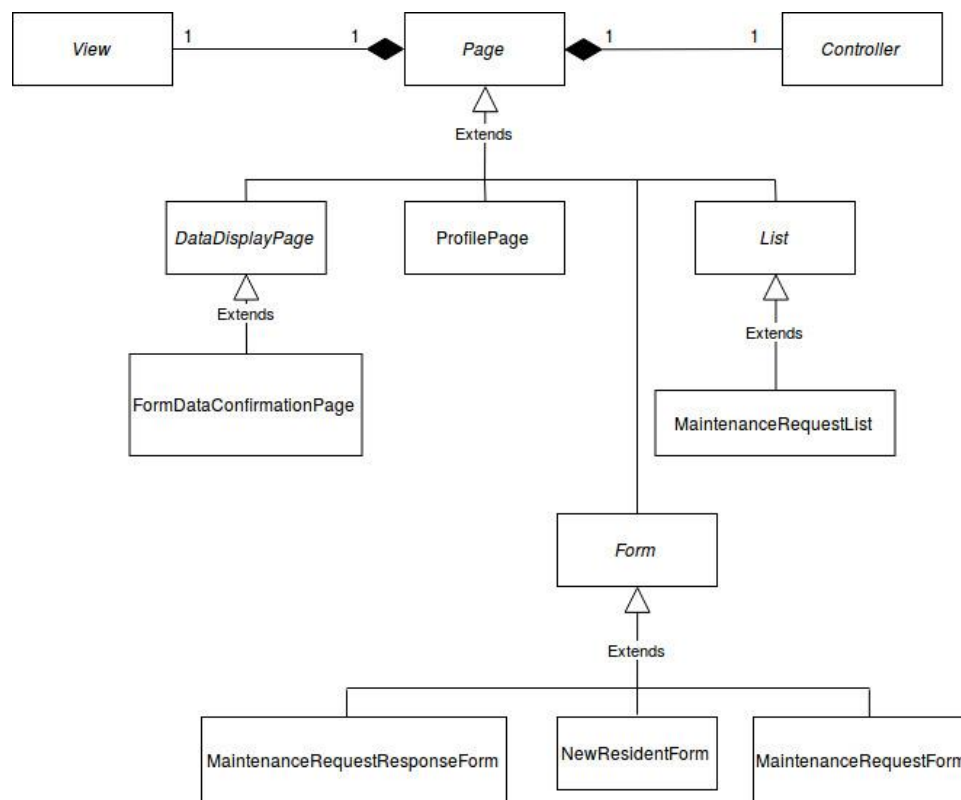 View
1
1
Page
1
1
Controller
Extends
DataDisplayPage
ProfilePage
List
Extends
Extends
FormDataConfirmationPage
MaintenanceRequestList
Form
Extends
MaintenanceRequestResponseForm
NewResidentForm
MaintenanceRequestForm